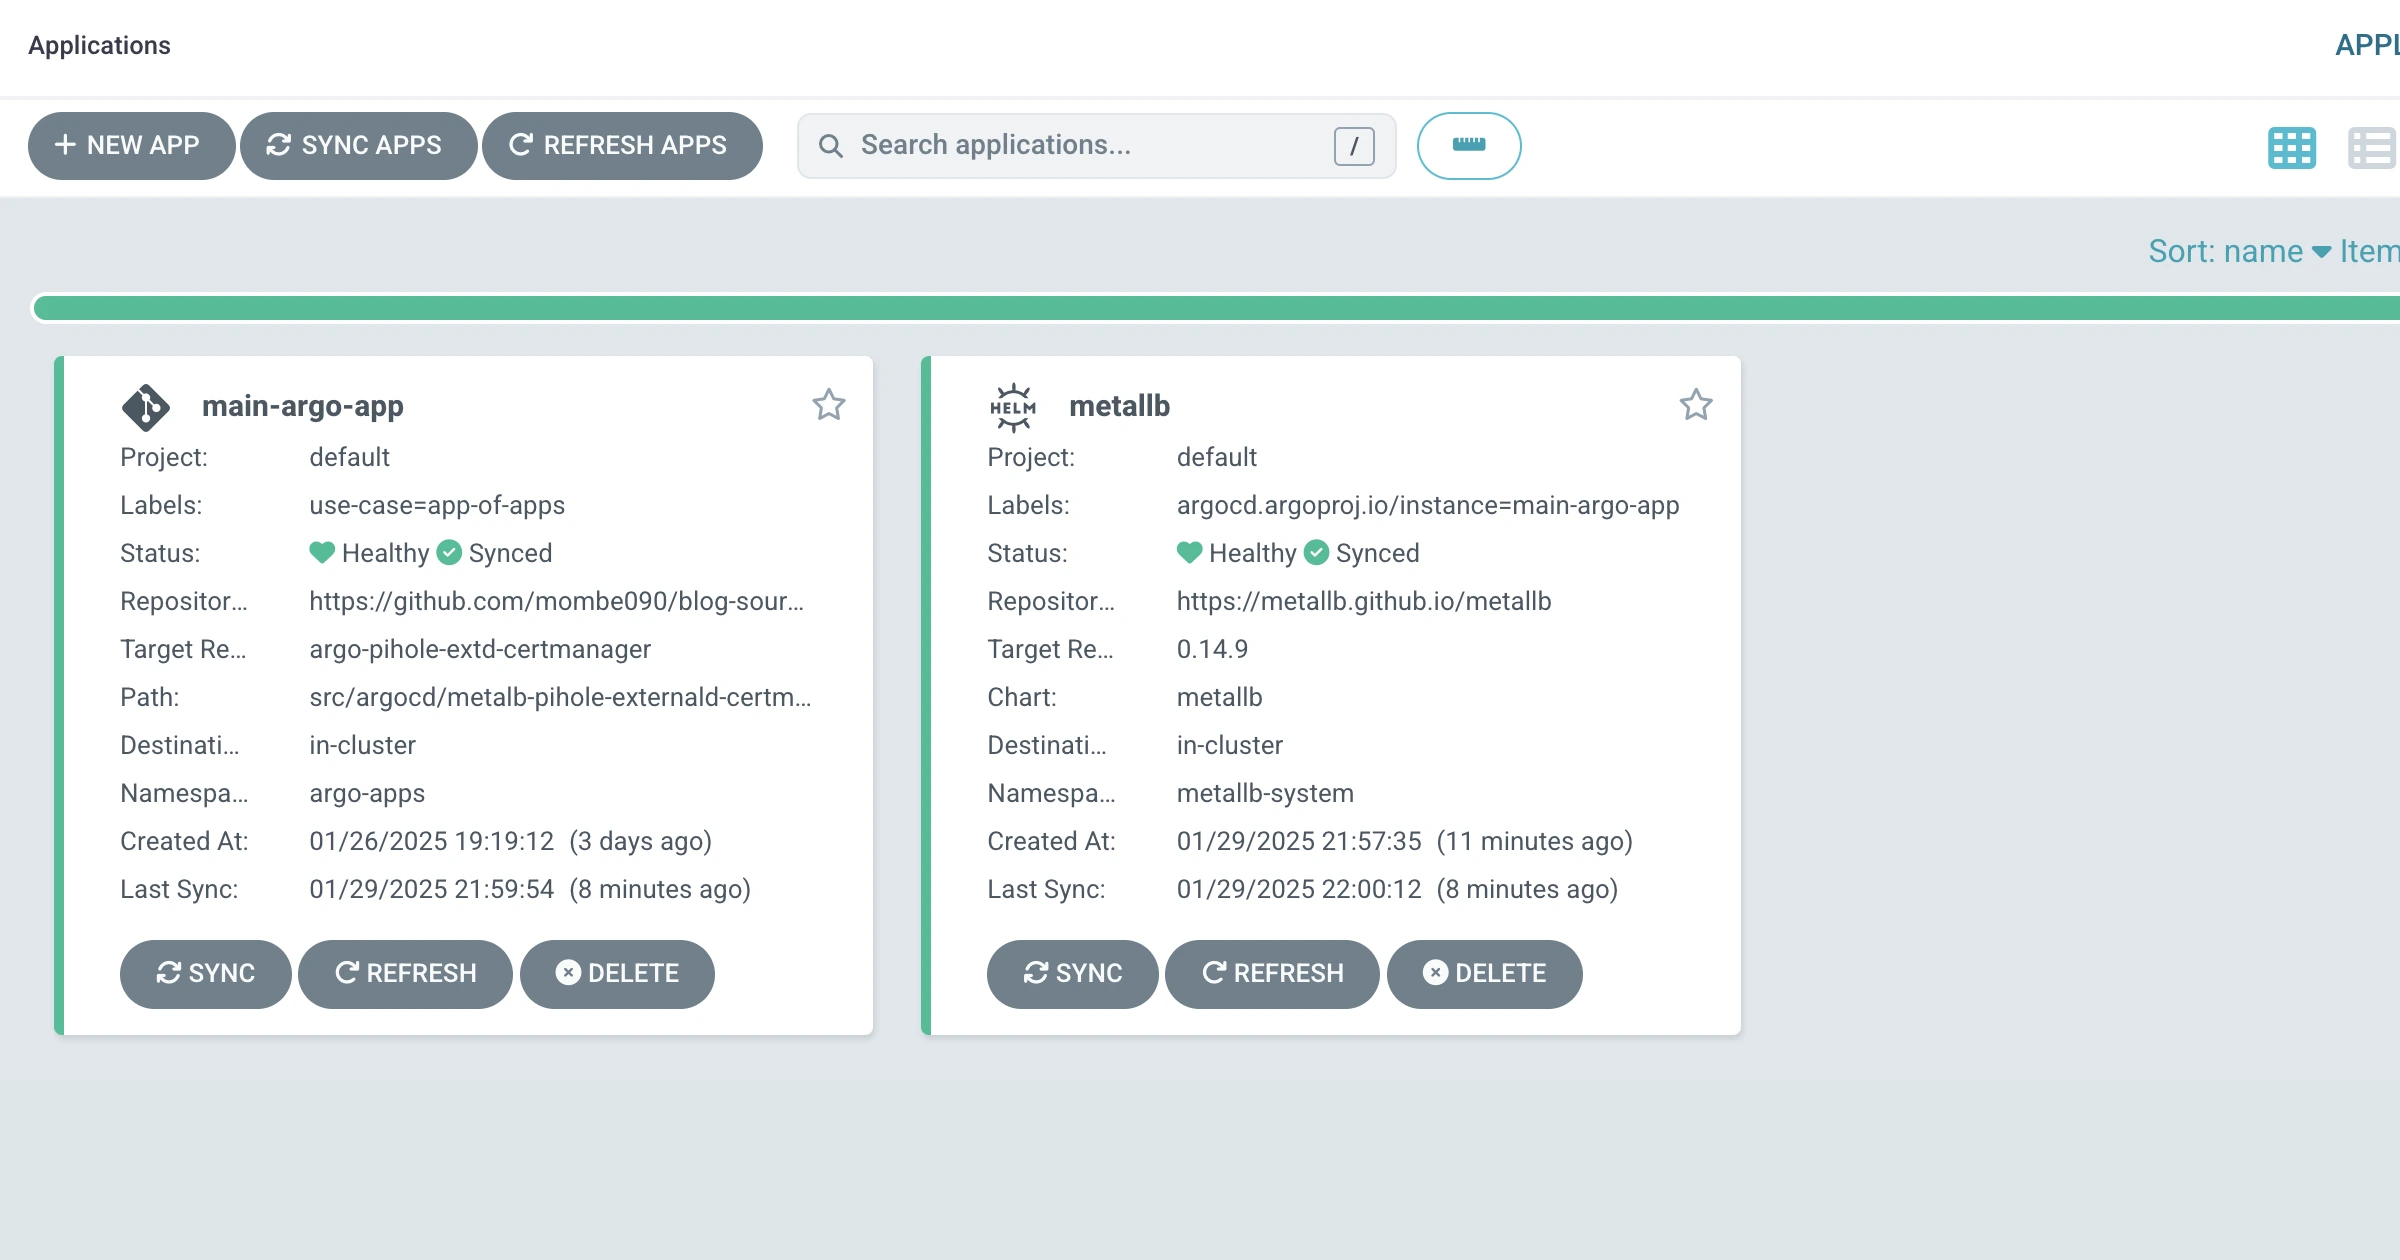 Applications
APPL
NEW APP SYNC APPS REFRESH APPS Search applications... /
Sort: name Item
HELM
main-argo-app
Project: default
Labels: use-case=app-of-apps
Status: Healthy Synced
Repositor... https://github.com/mombe090/blog-sour...
Target Re... argo-pihole-extd-certmanager
Path: src/argocd/metalb-pihole-externald-certm...
Destinati... in-cluster
Namespa... argo-apps
Created At: 01/26/2025 19:19:12 (3 days ago)
Last Sync: 01/29/2025 21:59:54 (8 minutes ago)
SYNC REFRESH DELETE
metallb
Project: default
Labels: argocd.argoproj.io/instance=main-argo-app
Status: Healthy Synced
Repositor... https://metallb.github.io/metallb
Target Re... 0.14.9
Chart: metallb
Destinati... in-cluster
Namespa... metallb-system
Created At: 01/29/2025 21:57:35 (11 minutes ago)
Last Sync: 01/29/2025 22:00:12 (8 minutes ago)
SYNC REFRESH DELETE